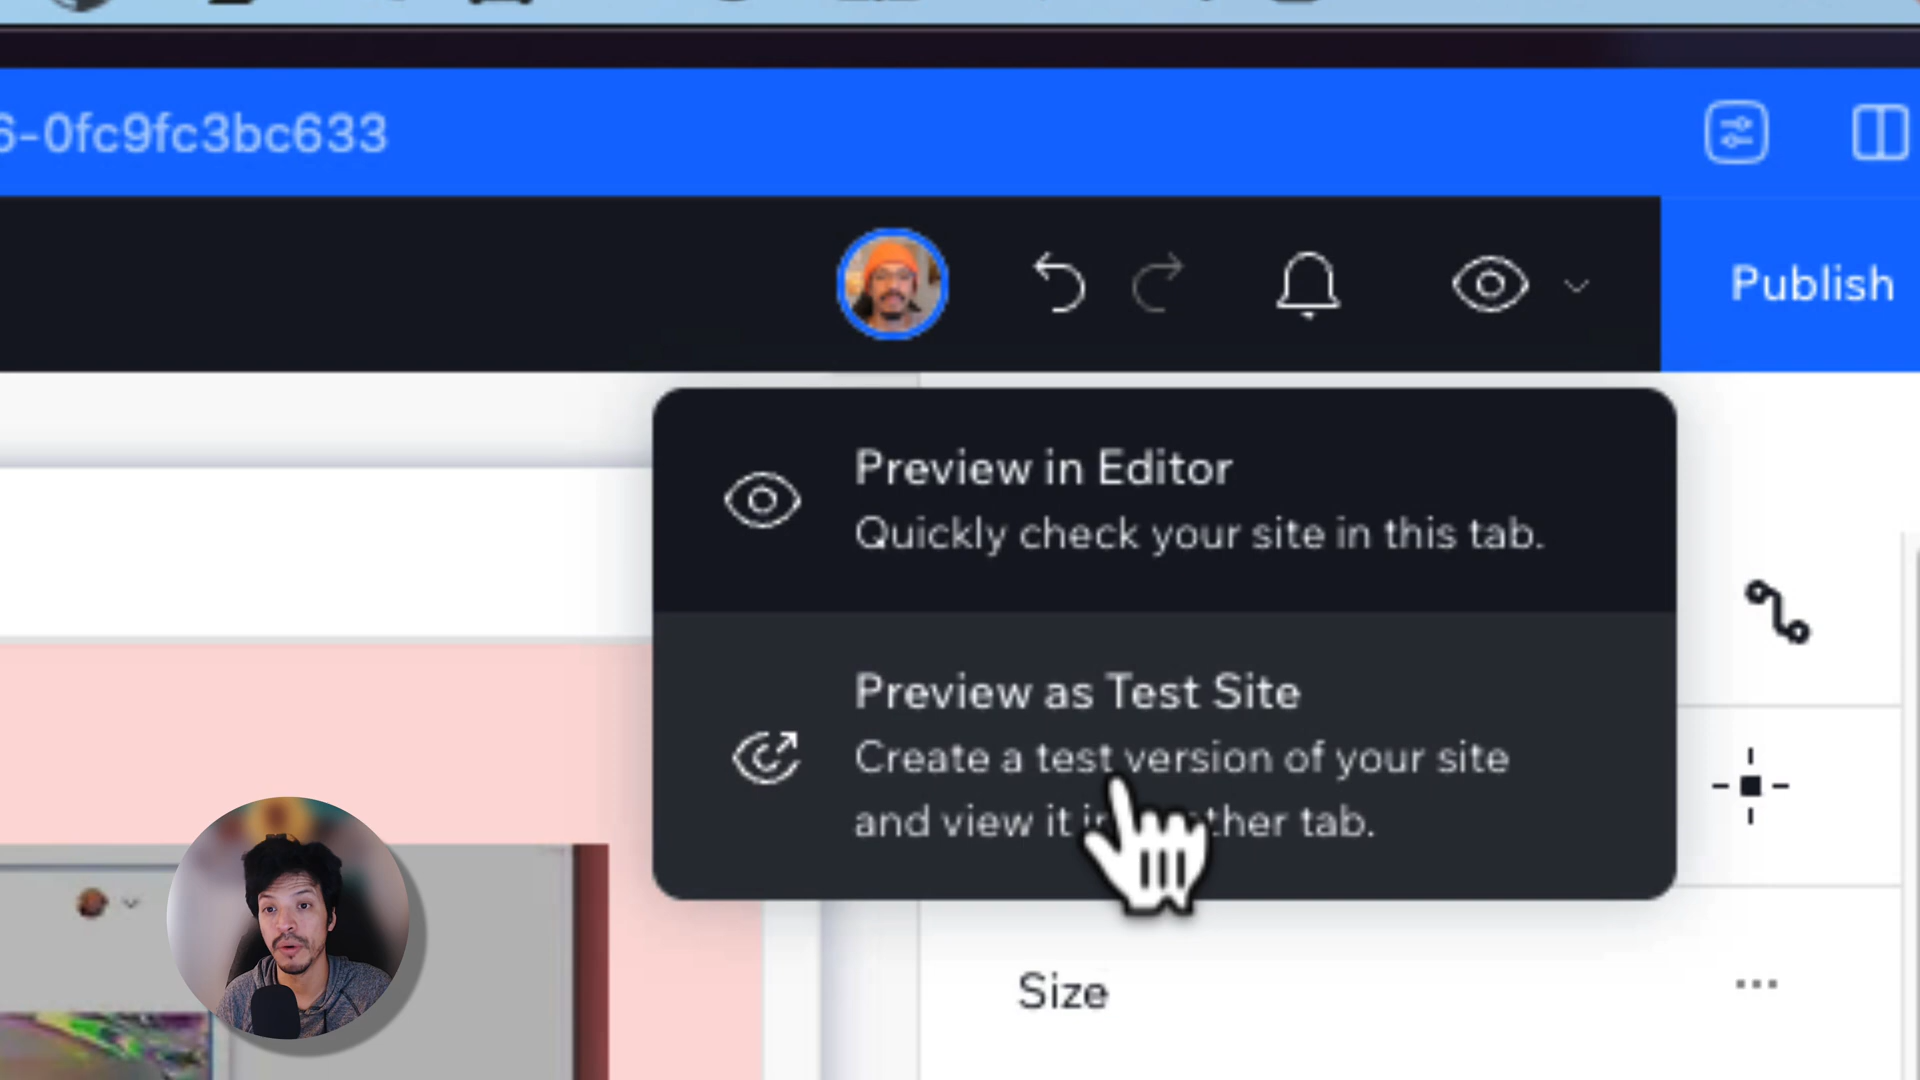 6-0fc9fc3bc633
Publish
Preview in Editor
Quickly check your site in this tab.
Preview as Test Site
Create a test version of your site
and view it in ther tab.
Size